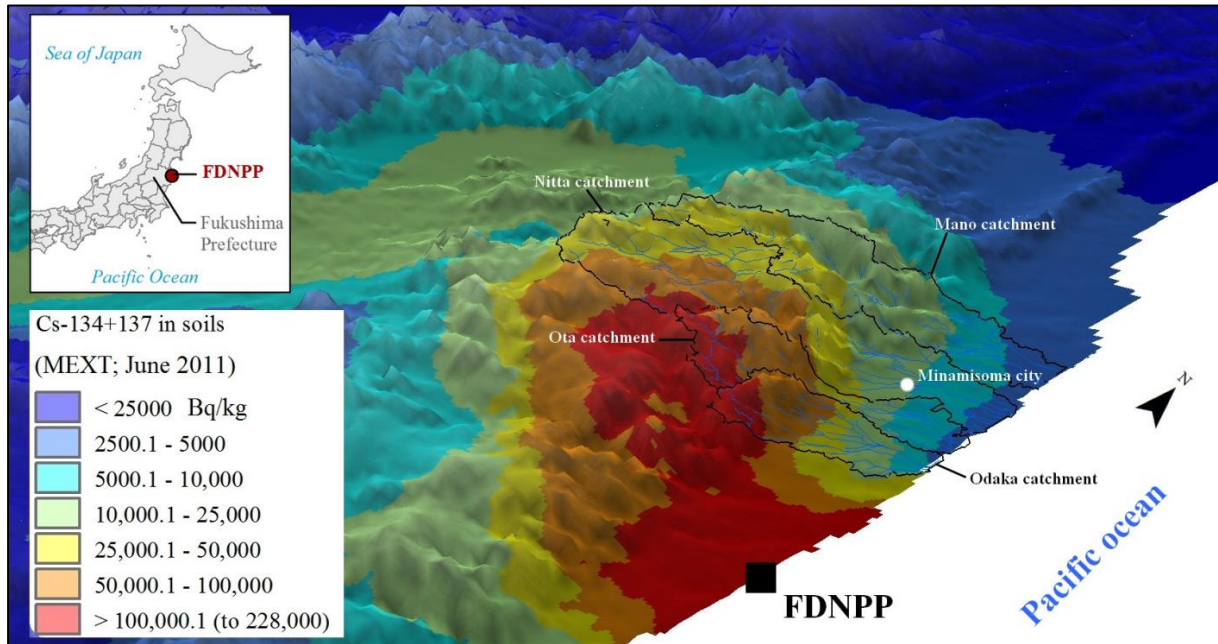 Sea of Japan
FDNPP
Fukushima
Prefecture
Pacific Ocean
Cs-134+137 in soils
(MEXT; June 2011)
< 25000 Bq/kg
2500.1 - 5000
5000.1 - 10,000
10,000.1 - 25,000
25,000.1 - 50,000
50,000.1 - 100,000
> 100,000.1 (to 228,000)
Nitta catchment
Mano catchment
Ota catchment
Minamisoma city
N
Odaka catchment
Pacific ocean
FDNPP